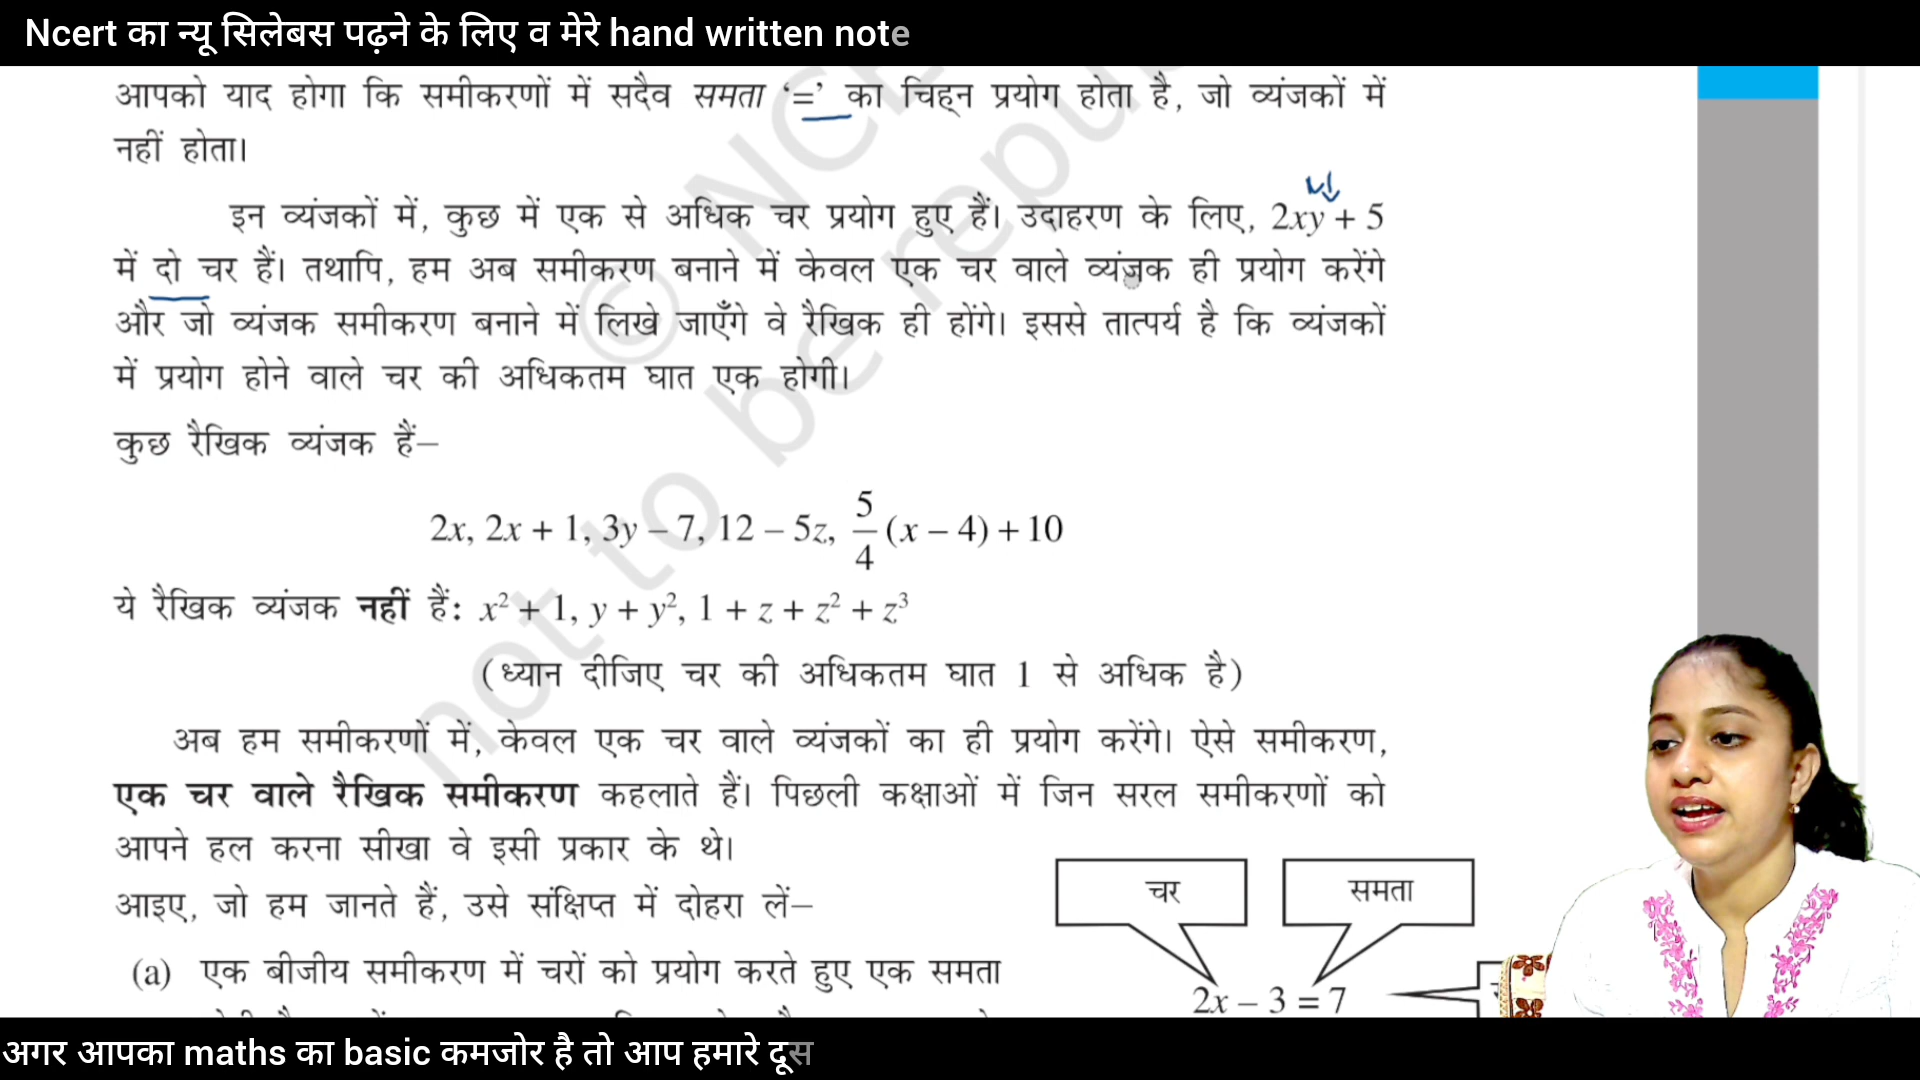 Ncert का न्यू सिलेबस पढ़ने के लिए व मेरे hand written note
आपको याद होगा कि समीकरणों में सदैव समता ‘=’ का चिह्न प्रयोग होता है, जो व्यंजकों में
नहीं होता।
इन व्यंजकों में, कुछ में एक से अधिक चर प्रयोग हुए हैं। उदाहरण के लिए, 2xy + 5
में दो चर हैं। तथापि, हम अब समीकरण बनाने में केवल एक चर वाले व्यंजक ही प्रयोग करेंगे
और जो व्यंजक समीकरण बनाने में लिखे जाएँगे वे रैखिक ही होंगे। इससे तात्पर्य है कि व्यंजकों
में प्रयोग होने वाले चर की अधिकतम घात एक होगी।
कुछ रैखिक व्यंजक हैं–
2x, 2x + 1, 3y – 7, 12 – 5z, 5/4 (x – 4) + 10
ये रैखिक व्यंजक नहीं हैं: x² + 1, y + y², 1 + z + z² + z³
(ध्यान दीजिए चर की अधिकतम घात 1 से अधिक है)
अब हम समीकरणों में, केवल एक चर वाले व्यंजकों का ही प्रयोग करेंगे। ऐसे समीकरण,
एक चर वाले रैखिक समीकरण कहलाते हैं। पिछली कक्षाओं में जिन सरल समीकरणों को
आपने हल करना सीखा वे इसी प्रकार के थे।
आइए, जो हम जानते हैं, उसे संक्षिप्त में दोहरा लें–
चर
समता
(a) एक बीजीय समीकरण में चरों को प्रयोग करते हुए एक समता
2x – 3 = 7
© NCE
not to be repu
अगर आपका maths का basic कमजोर है तो आप हमारे दूस